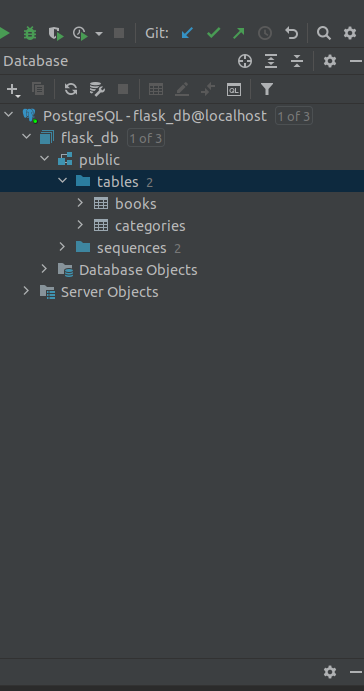 Git:
Database
QL
PostgreSQL - flask_db@localhost 1 of 3
flask_db 1 of 3
public
tables 2
books
categories
sequences 2
Database Objects
Server Objects